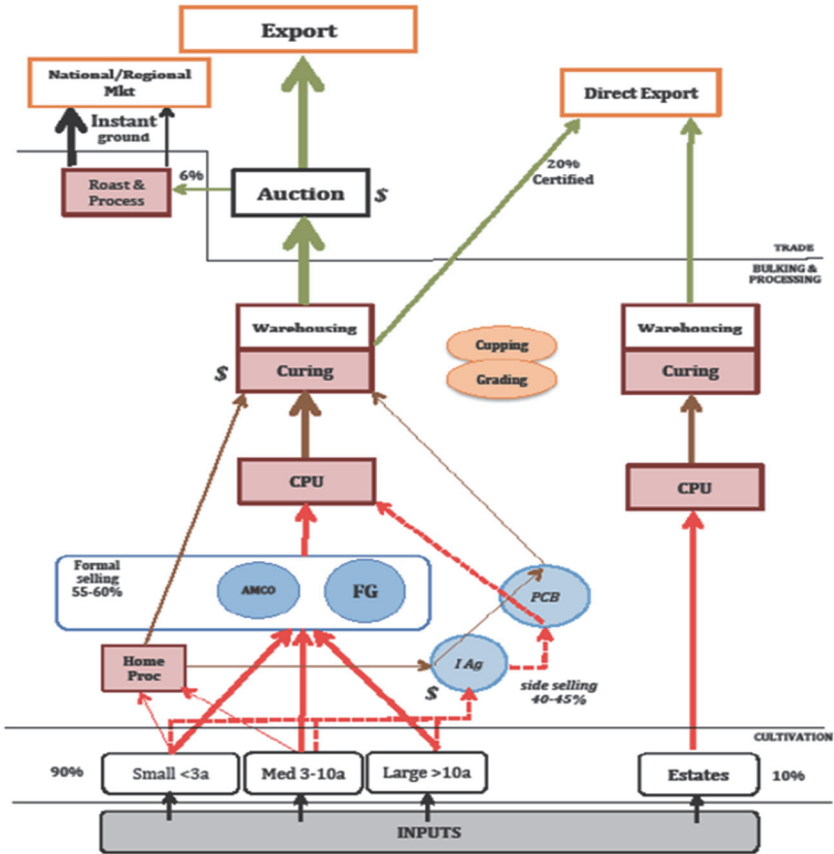 Export
National/Regional
Mkt
Direct Export
Instant
ground
20%
Certified
6%
Roast &
Process
Auction
$
TRADE
BULKING &
PROCESSING
Warehousing
Warehousing
Cupping
$
Curing
Grading
Curing
CPU
CPU
Formal
selling
55-60%
AMCO
FG
PCB
Home
Proc
I Ag
$
side selling
40-45%
CULTIVATION
90%
Small <3a
Med 3-10a
Large >10a
Estates
10%
INPUTS